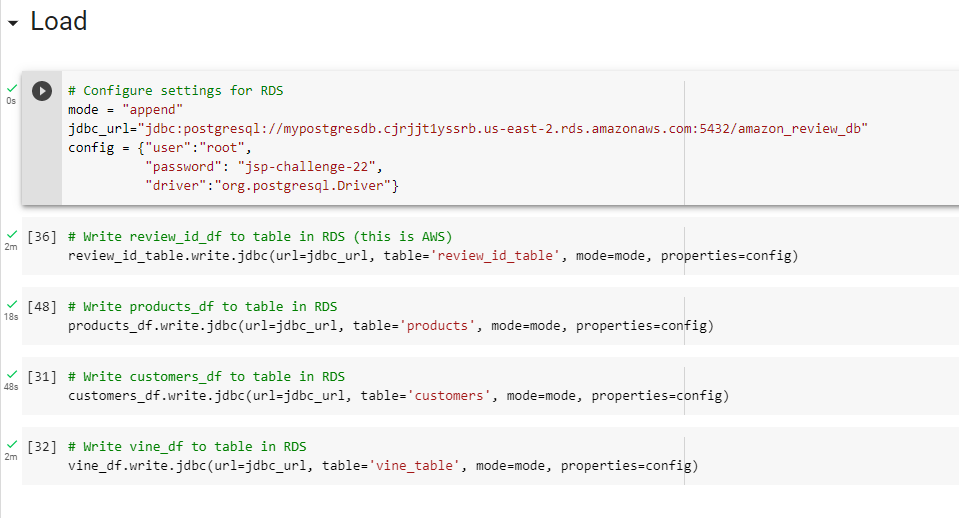 Load
0s
# Configure settings for RDS
mode = "append"
jdbc_url="jdbc:postgresql://mypostgresdb.cjrjjt1yssrb.us-east-2.rds.amazonaws.com:5432/amazon_review_db"
config = {"user":"root",
"password": "jsp-challenge-22",
"driver":"org.postgresql.Driver"}
2m
[36] # Write review_id_df to table in RDS (this is AWS)
review_id_table.write.jdbc(url=jdbc_url, table='review_id_table', mode=mode, properties=config)
18s
[48] # Write products_df to table in RDS
products_df.write.jdbc(url=jdbc_url, table='products', mode=mode, properties=config)
48s
[31] # Write customers_df to table in RDS
customers_df.write.jdbc(url=jdbc_url, table='customers', mode=mode, properties=config)
2m
[32] # Write vine_df to table in RDS
vine_df.write.jdbc(url=jdbc_url, table='vine_table', mode=mode, properties=config)